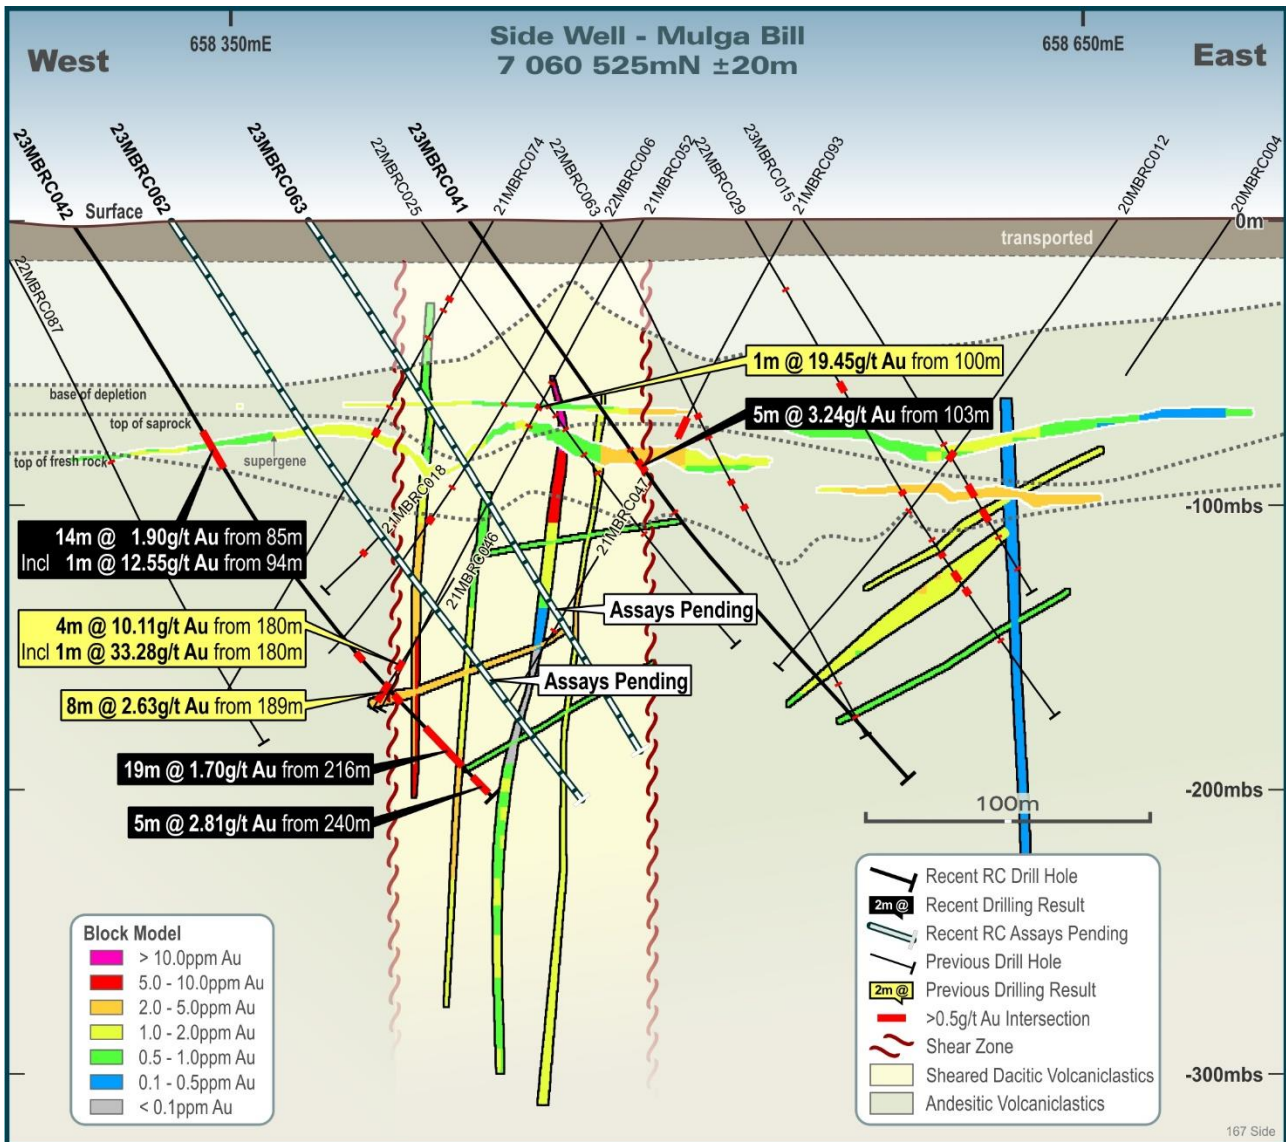 Side Well - Mulga Bill
7 060 525mN ±20m
West
658 350mE
658 650mE
East
23MBRC042
23MBRC062
23MBRC063
22MBRC025
23MBRC041
21MBRC074
22MBRC063
22MBRC006
21MBRC052
22MBRC029
23MBRC015
21MBRC093
20MBRC012
20MBRC004
Surface
0m
transported
22MBRC087
base of depletion
top of saprock
top of fresh rock
supergene
21MBRC018
21MBRC046
21MBRC047
1m @ 19.45g/t Au from 100m
5m @ 3.24g/t Au from 103m
-100mbs
14m @ 1.90g/t Au from 85m
Incl 1m @ 12.55g/t Au from 94m
Assays Pending
4m @ 10.11g/t Au from 180m
Incl 1m @ 33.28g/t Au from 180m
Assays Pending
8m @ 2.63g/t Au from 189m
19m @ 1.70g/t Au from 216m
5m @ 2.81g/t Au from 240m
-200mbs
100m
Block Model
> 10.0ppm Au
5.0 - 10.0ppm Au
2.0 - 5.0ppm Au
1.0 - 2.0ppm Au
0.5 - 1.0ppm Au
0.1 - 0.5ppm Au
< 0.1ppm Au
Recent RC Drill Hole
2m @
Recent Drilling Result
Recent RC Assays Pending
Previous Drill Hole
2m @
Previous Drilling Result
>0.5g/t Au Intersection
Shear Zone
Sheared Dacitic Volcaniclastics
Andesitic Volcaniclastics
-300mbs
167 Side